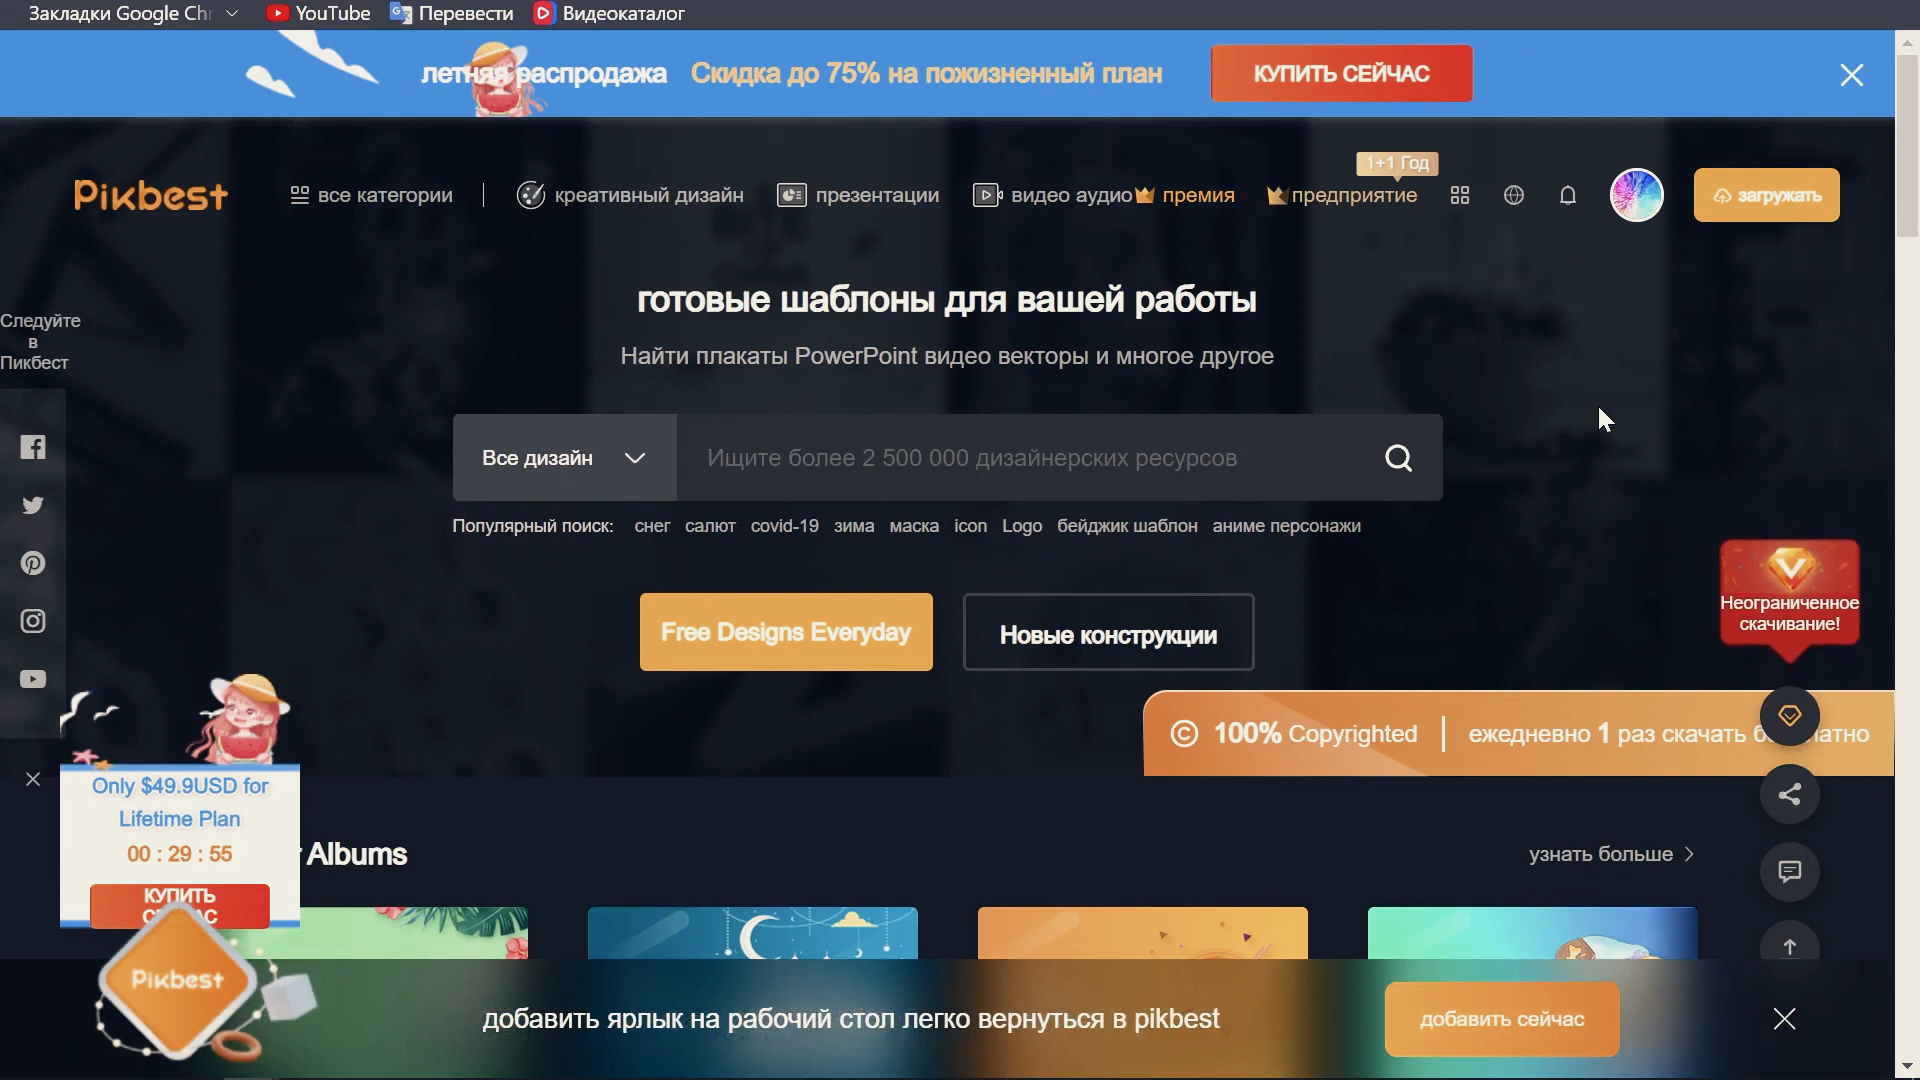 Закладки Google Chr
YouTube
Перевести
Видеокаталог
летняя распродажа Скидка до 75% на пожизненный план
КУПИТЬ СЕЙЧАС
1+1 Год
Pikbest
все категории
креативный дизайн
презентации
видео аудио
премия
предприятие
загружать
готовые шаблоны для вашей работы
Найти плакаты PowerPoint видео векторы и многое другое
Следуйте
в
Пикбест
Все дизайн
Ищите более 2 500 000 дизайнерских ресурсов
Популярный поиск: снег салют covid-19 зима маска icon Logo бейджик шаблон аниме персонажи
Free Designs Everyday
Новые конструкции
Неограниченное
скачивание!
© 100% Copyrighted
ежедневно 1 раз скачать
Only $49.9USD for
Lifetime Plan
00 : 29 : 55
КУПИТЬ
Albums
узнать больше
Pikbest
добавить ярлык на рабочий стол легко вернуться в pikbest
добавить сейчас